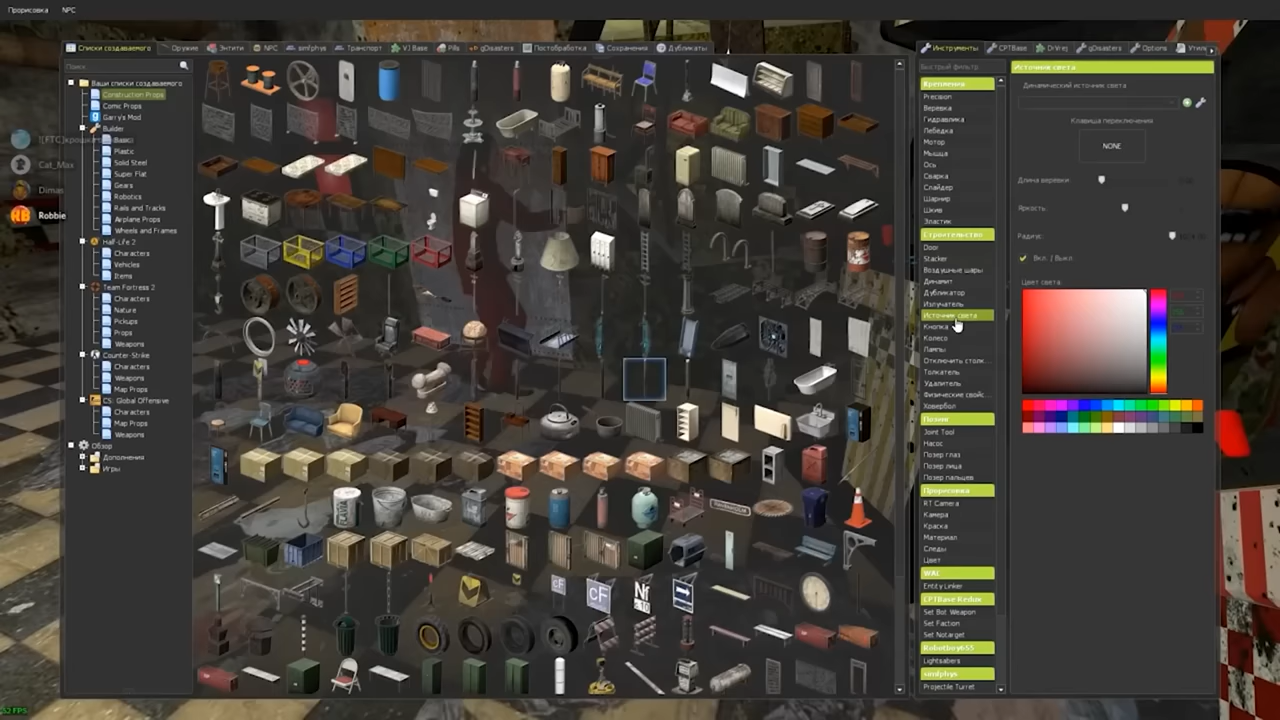 Прорисовка NPC
Списки создаваемого Оружие Энтити NPC simfphys Транспорт VJ Base Pills gDisasters Постобработка Сохранения Дубликаты
Поиск
Ваши списки создаваемого
Construction Props
Comic Props
Garry's Mod
Builder
Basic
Plastic
Solid Steel
Super Flat
Gears
Robotics
Rails and Tracks
Airplane Props
Wheels and Frames
Half-Life 2
Characters
Vehicles
Items
Team Fortress 2
Characters
Nature
Pickups
Props
Weapons
Counter-Strike
Characters
Weapons
Map Props
CS: Global Offensive
Characters
Map Props
Weapons
Обзор
Дополнения
Игры
Cat_Max
Dimas
Robbie
Инструменты CPTBase DrVrej gDisasters Options Утил
Быстрый фильтр
Крепления
Precision
Веревка
Гидравлика
Лебёдка
Мотор
Мышца
Ось
Сварка
Слайдер
Шарнир
Шкив
Эластик
Строительство
Door
Stacker
Воздушные шары
Динамит
Дубликатор
Излучатель
Источник света
Кнопка
Колесо
Лампы
Отключить столк...
Толкатель
Удалитель
Физические свойс...
Ховербол
Позинг
Joint Tool
Насос
Позер глаз
Позер лица
Позер пальцев
Прорисовка
RT Camera
Камера
Краска
Материал
Следы
Цвет
WAL
Entity Linker
CPTBase Redux
Set Bot Weapon
Set Faction
Set Notarget
Robotboy655
Lightsabers
simfphys
Projectile Turret
Источник света
Динамический источник света
Клавиша переключения
NONE
Длина веревки:
Яркость:
Радиус:
Вкл. / Выкл.
Цвет света:
cF
cF